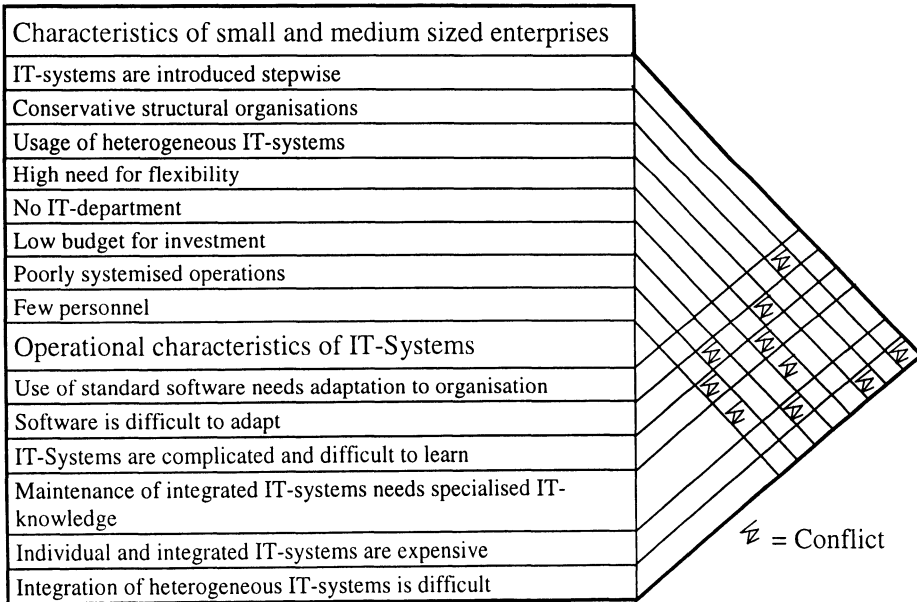 Characteristics of small and medium sized enterprises
IT-systems are introduced stepwise
Conservative structural organisations
Usage of heterogeneous IT-systems
High need for flexibility
No IT-department
Low budget for investment
Poorly systemised operations
Few personnel
Operational characteristics of IT-Systems
Use of standard software needs adaptation to organisation
Software is difficult to adapt
IT-Systems are complicated and difficult to learn
Maintenance of integrated IT-systems needs specialised IT-
knowledge
Individual and integrated IT-systems are expensive
Integration of heterogeneous IT-systems is difficult
= Conflict